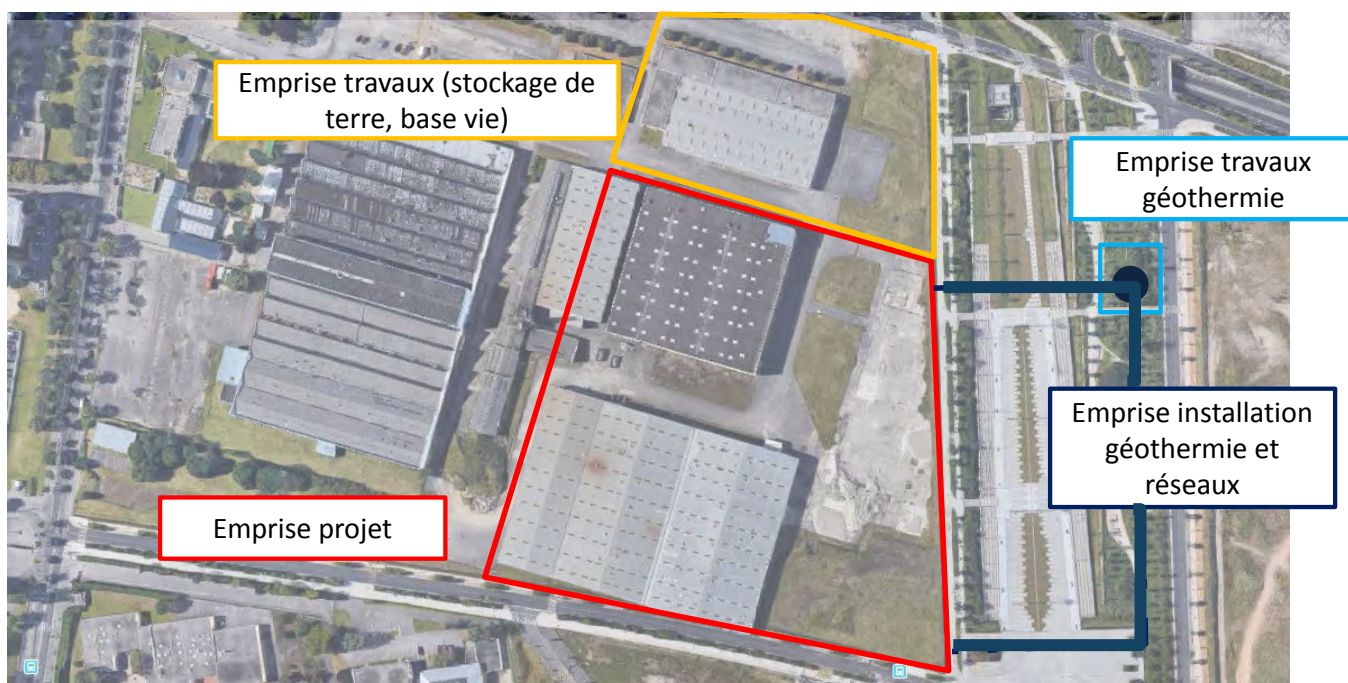 Emprise travaux (stockage de
terre, base vie)
Emprise travaux
géothermie
Emprise installation
géothermie et
réseaux
Emprise projet